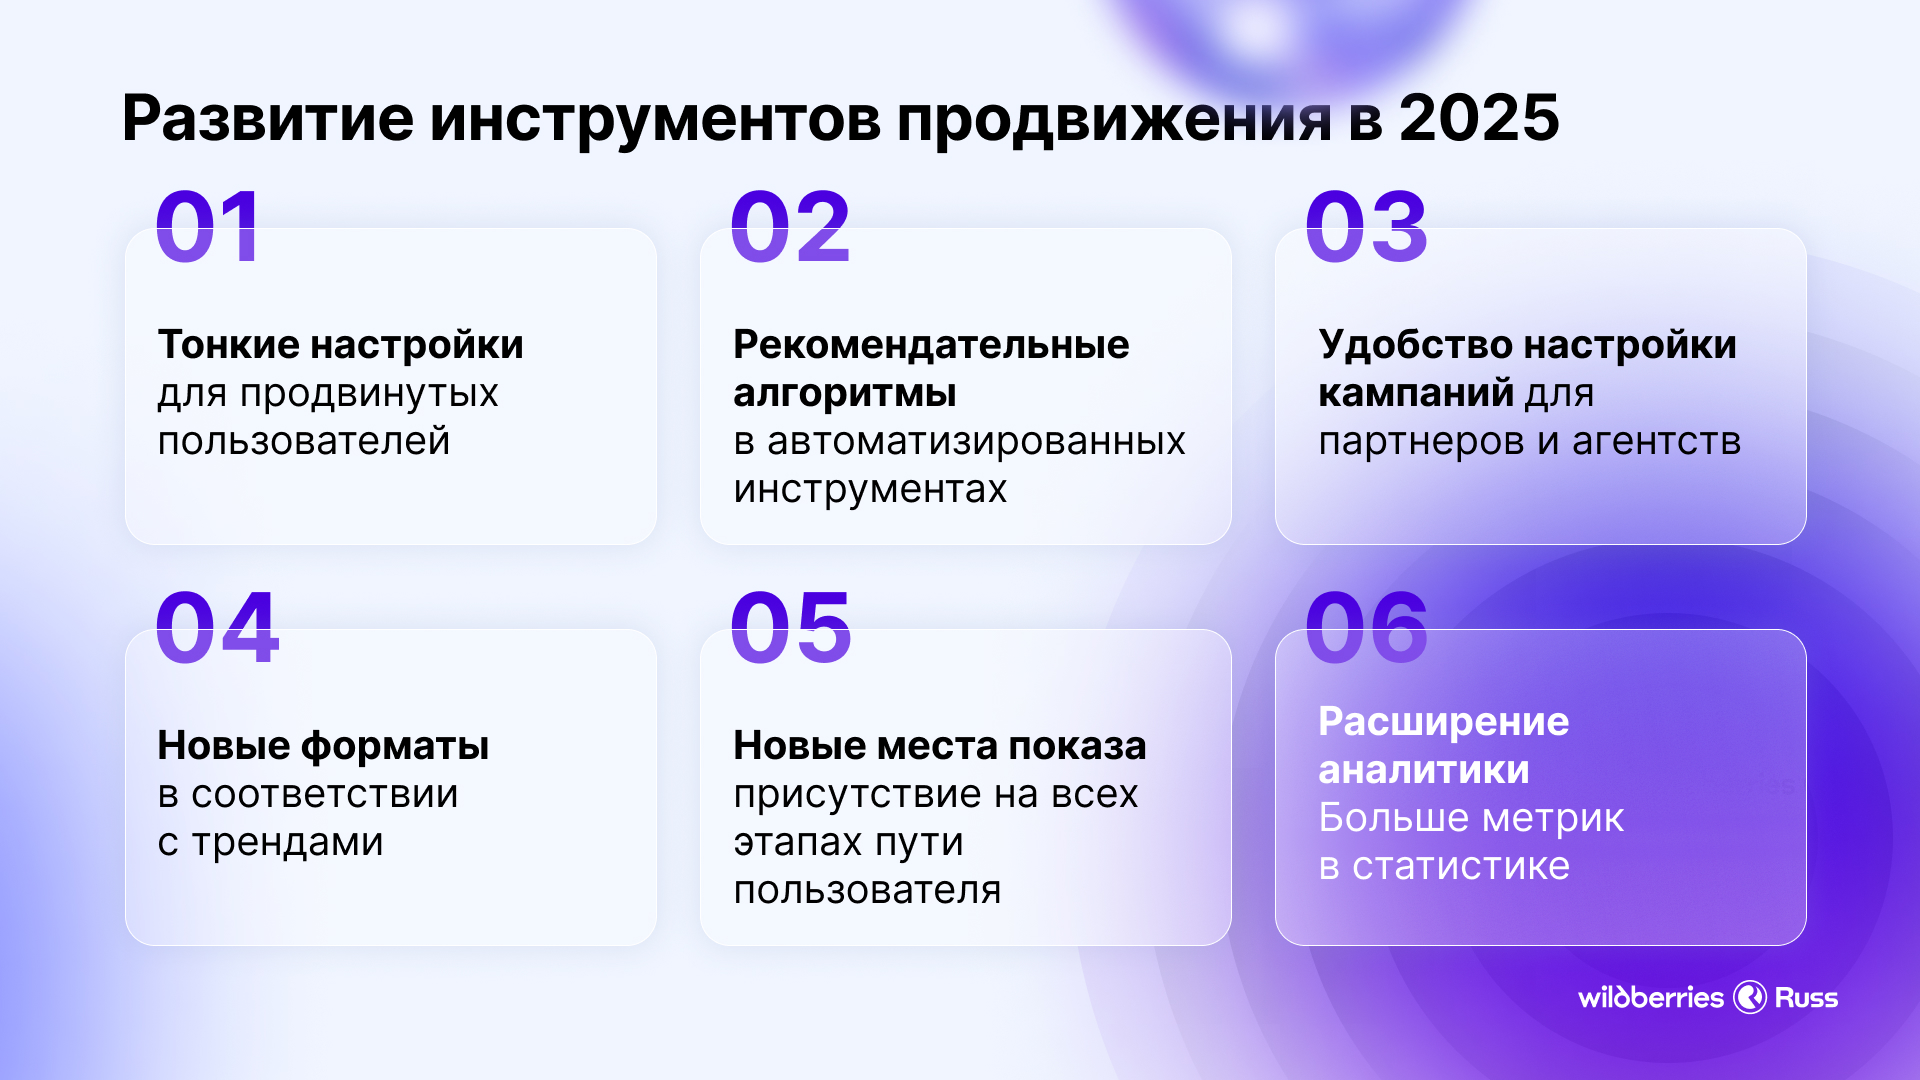 Развитие инструментов продвижения в 2025
01
Тонкие настройки
для продвинутых
пользователей
02
Рекомендательные
алгоритмы
в автоматизированных
инструментах
03
Удобство настройки
кампаний для
партнеров и агентств
04
Новые форматы
в соответствии
с трендами
05
Новые места показа
присутствие на всех
этапах пути
пользователя
06
Расширение
аналитики
Больше метрик
в статистике
wildberries Russ